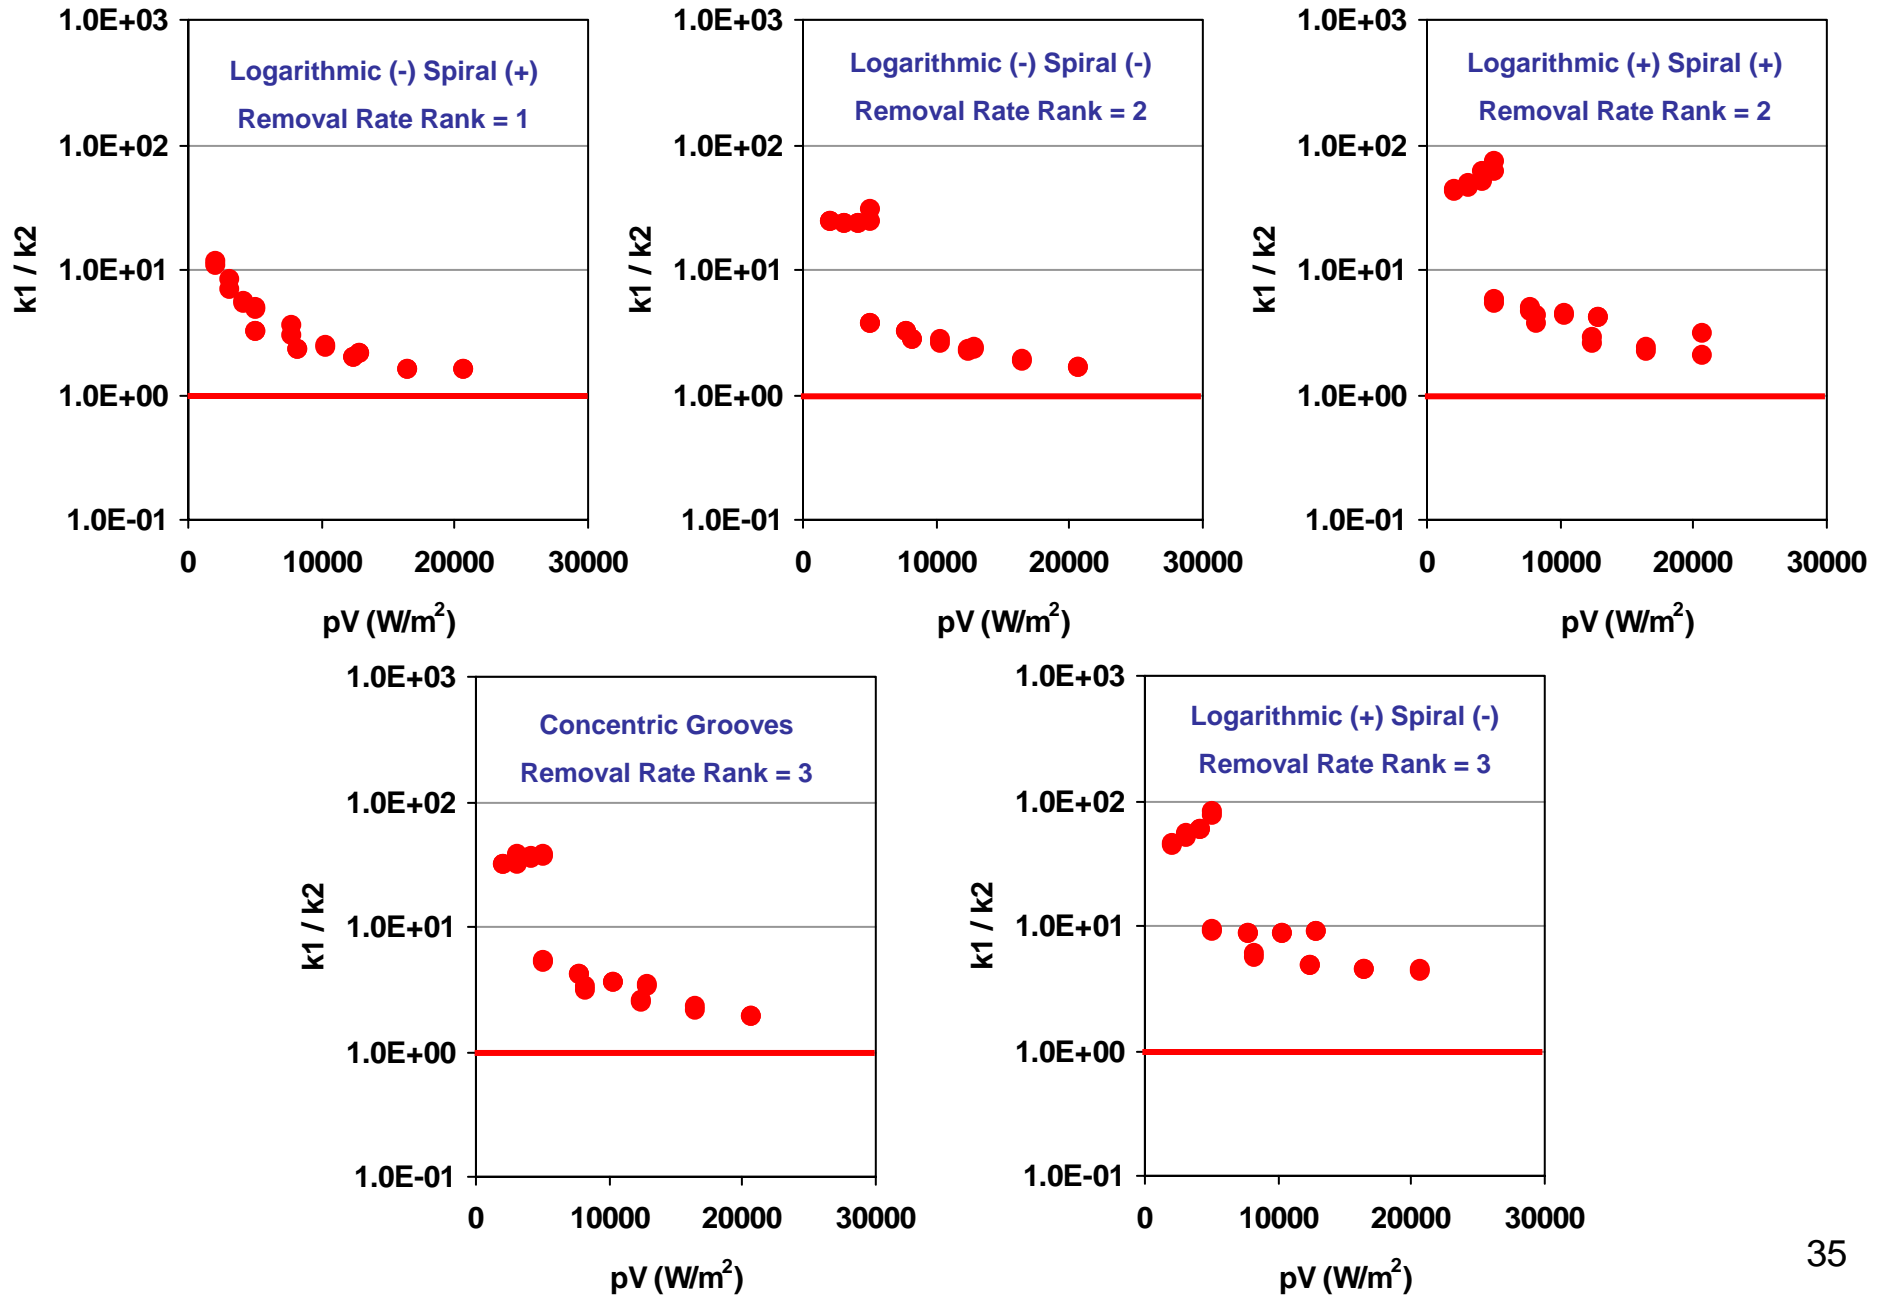 1.0E+03
Logarithmic (-) Spiral (+)
Removal Rate Rank = 1
1.0E+02
k1 / k2
1.0E+01
1.0E+00
1.0E-01
0 10000 20000 30000
pV (W/m²)
1.0E+03
Logarithmic (-) Spiral (-)
Removal Rate Rank = 2
1.0E+02
k1 / k2
1.0E+01
1.0E+00
1.0E-01
0 10000 20000 30000
pV (W/m²)
1.0E+03
Logarithmic (+) Spiral (+)
Removal Rate Rank = 2
1.0E+02
k1 / k2
1.0E+01
1.0E+00
1.0E-01
0 10000 20000 30000
pV (W/m²)
1.0E+03
Concentric Grooves
Removal Rate Rank = 3
1.0E+02
k1 / k2
1.0E+01
1.0E+00
1.0E-01
0 10000 20000 30000
pV (W/m²)
1.0E+03
Logarithmic (+) Spiral (-)
Removal Rate Rank = 3
1.0E+02
k1 / k2
1.0E+01
1.0E+00
1.0E-01
0 10000 20000 30000
pV (W/m²)
35